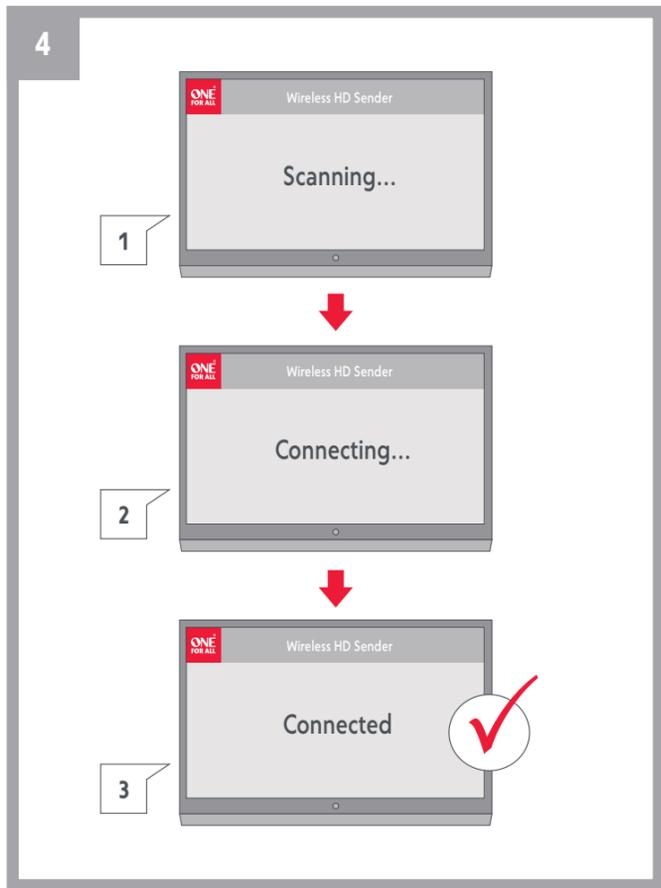 4
ONE
FOR ALL
Wireless HD Sender
Scanning...
1
ONE
FOR ALL
Wireless HD Sender
Connecting...
2
ONE
FOR ALL
Wireless HD Sender
Connected
3